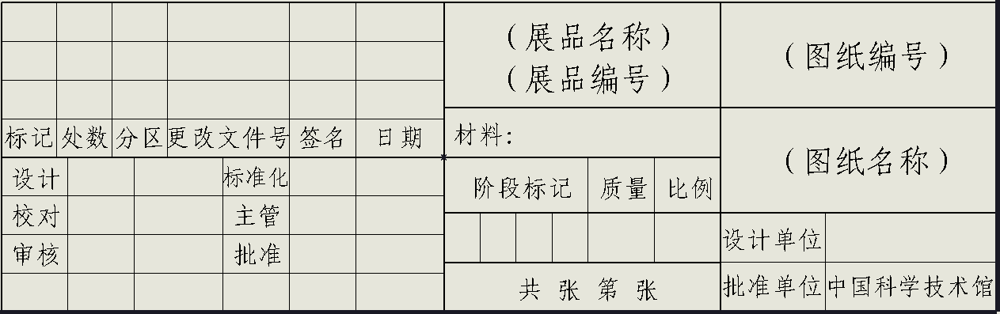 （展品名称）
（展品编号）
（图纸编号）
标记 处数 分区 更改文件号 签名 日期
材料：
（图纸名称）
设计 标准化
阶段标记 质量 比例
校对 主管
审核 批准
设计单位
共 张 第 张
批准单位 中国科学技术馆